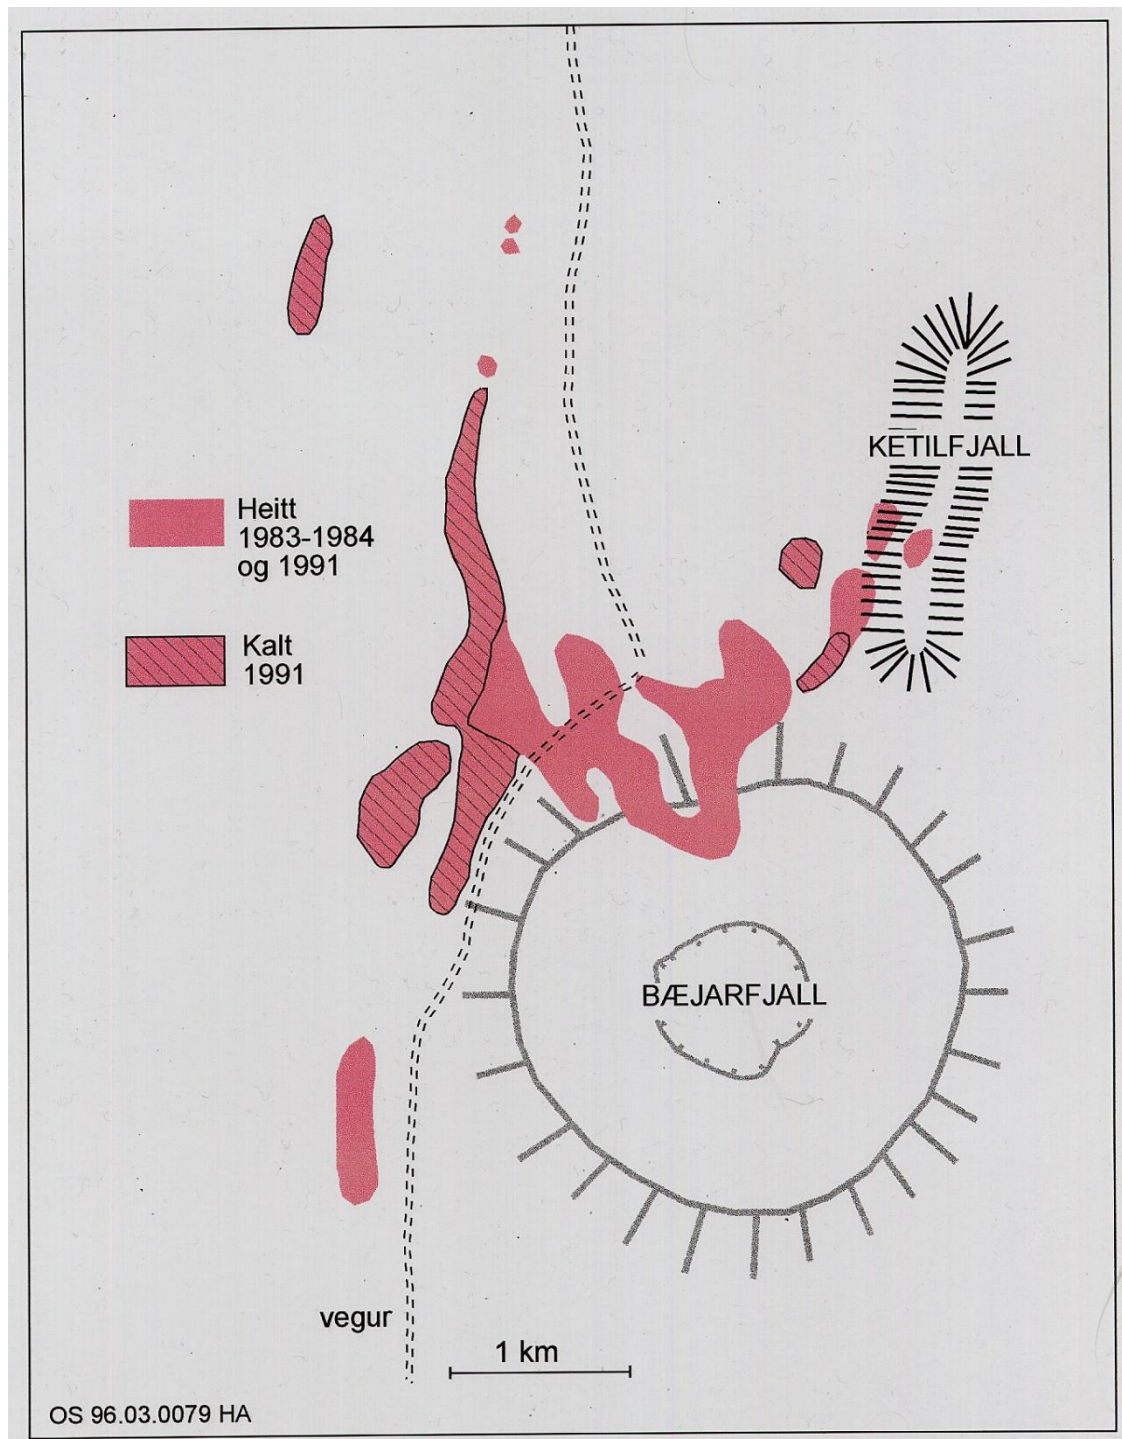 KETILFJALL
Heitt
1983-1984
og 1991
Kalt
1991
BÆJARFJALL
vegur
1 km
OS 96.03.0079 HA